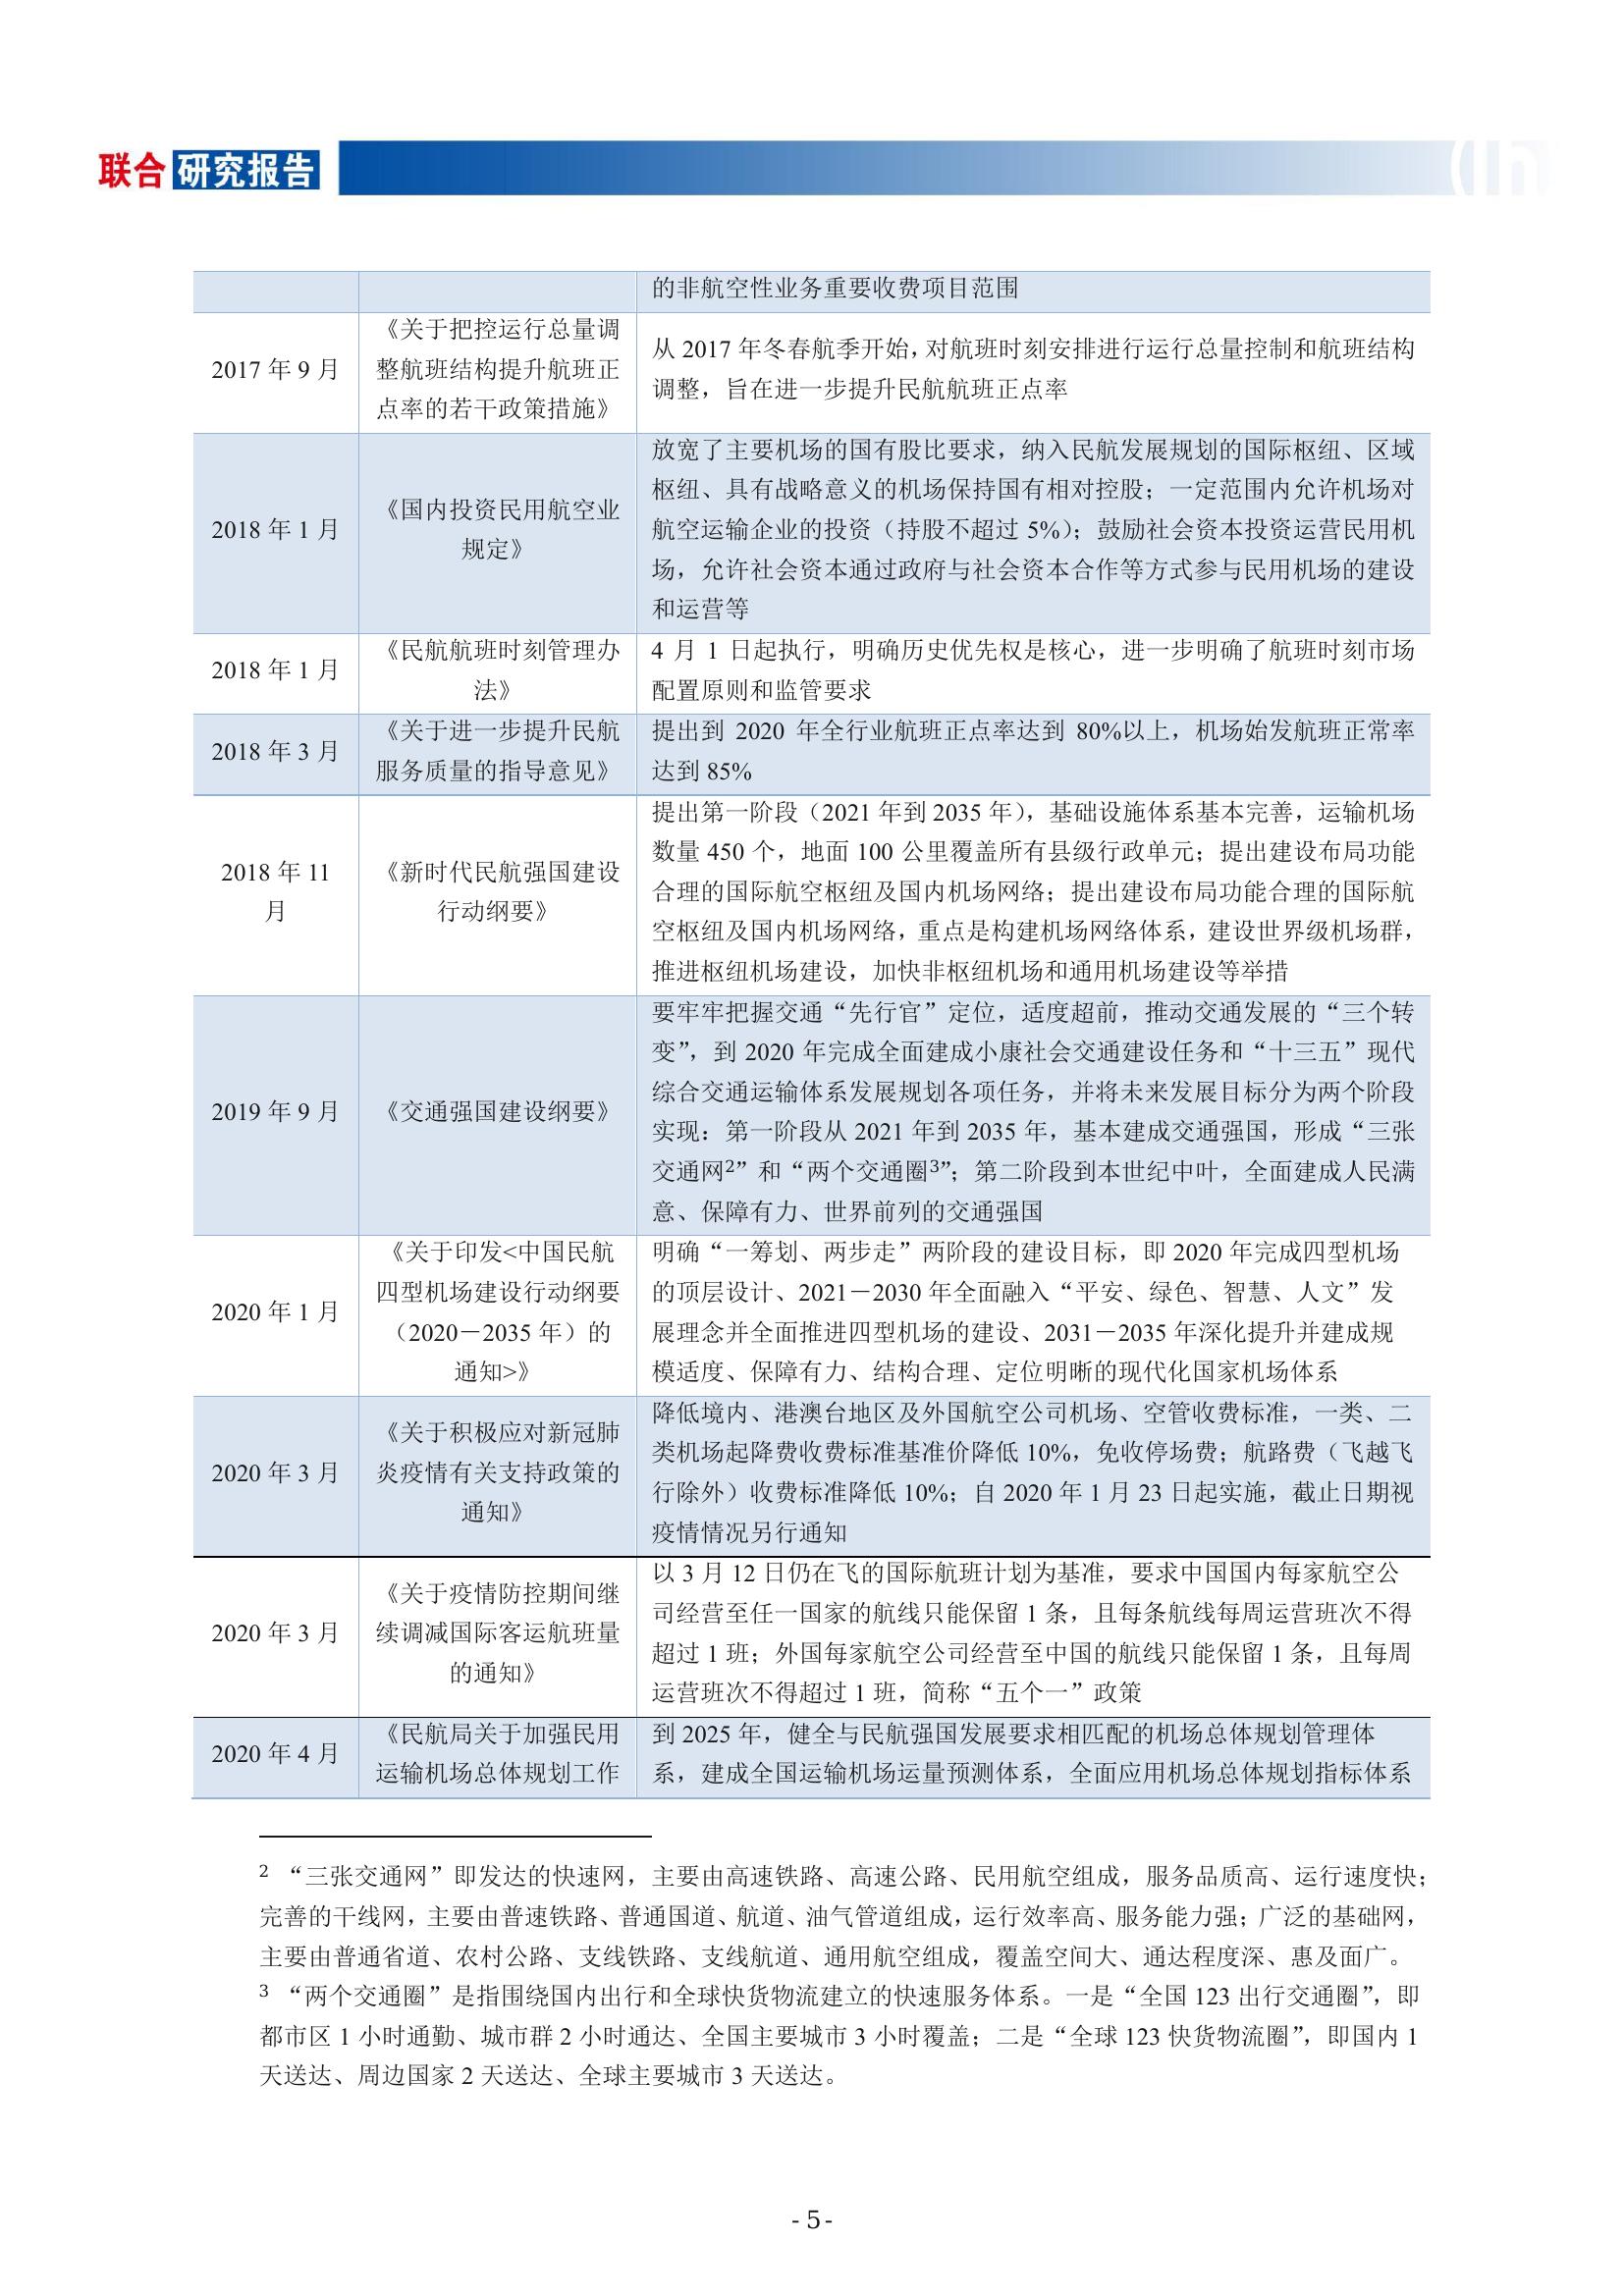 联合 研究报告
的非航空性业务重要收费项目范围
2017 年 9 月
《关于把控运行总量调
整航班结构提升航班正
点率的若干政策措施》
从 2017 年冬春航季开始，对航班时刻安排进行运行总量控制和航班结构
调整，旨在进一步提升民航航班正点率
2018 年 1 月
《国内投资民用航空业
规定》
放宽了主要机场的国有股比要求，纳入民航发展规划的国际枢纽、区域
枢纽、具有战略意义的机场保持国有相对控股；一定范围内允许机场对
航空运输企业的投资（持股不超过 5%）；鼓励社会资本投资运营民用机
场，允许社会资本通过政府与社会资本合作等方式参与民用机场的建设
和运营等
2018 年 1 月
《民航航班时刻管理办
法》
4 月 1 日起执行，明确历史优先权是核心，进一步明确了航班时刻市场
配置原则和监管要求
2018 年 3 月
《关于进一步提升民航
服务质量的指导意见》
提出到 2020 年全行业航班正点率达到 80%以上，机场始发航班正常率
达到 85%
2018 年 11
月
《新时代民航强国建设
行动纲要》
提出第一阶段（2021 年到 2035 年），基础设施体系基本完善，运输机场
数量 450 个，地面 100 公里覆盖所有县级行政单元；提出建设布局功能
合理的国际航空枢纽及国内机场网络；提出建设布局功能合理的国际航
空枢纽及国内机场网络，重点是构建机场网络体系，建设世界级机场群，
推进枢纽机场建设，加快非枢纽机场和通用机场建设等举措
2019 年 9 月
《交通强国建设纲要》
要牢牢把握交通“先行官”定位，适度超前，推动交通发展的“三个转
变”，到 2020 年完成全面建成小康社会交通建设任务和“十三五”现代
综合交通运输体系发展规划各项任务，并将未来发展目标分为两个阶段
实现：第一阶段从 2021 年到 2035 年，基本建成交通强国，形成“三张
交通网²”和“两个交通圈³”；第二阶段到本世纪中叶，全面建成人民满
意、保障有力、世界前列的交通强国
2020 年 1 月
《关于印发<中国民航
四型机场建设行动纲要
（2020－2035 年）的
通知>》
明确“一筹划、两步走”两阶段的建设目标，即 2020 年完成四型机场
的顶层设计、2021－2030 年全面融入“平安、绿色、智慧、人文”发
展理念并全面推进四型机场的建设、2031－2035 年深化提升并建成规
模适度、保障有力、结构合理、定位明晰的现代化国家机场体系
2020 年 3 月
《关于积极应对新冠肺
炎疫情有关支持政策的
通知》
降低境内、港澳台地区及外国航空公司机场、空管收费标准，一类、二
类机场起降费收费标准基准价降低 10%，免收停场费；航路费（飞越飞
行除外）收费标准降低 10%；自 2020 年 1 月 23 日起实施，截止日期视
疫情情况另行通知
2020 年 3 月
《关于疫情防控期间继
续调减国际客运航班量
的通知》
以 3 月 12 日仍在飞的国际航班计划为基准，要求中国国内每家航空公
司经营至任一国家的航线只能保留 1 条，且每条航线每周运营班次不得
超过 1 班；外国每家航空公司经营至中国的航线只能保留 1 条，且每周
运营班次不得超过 1 班，简称“五个一”政策
2020 年 4 月
《民航局关于加强民用
运输机场总体规划工作
到 2025 年，健全与民航强国发展要求相匹配的机场总体规划管理体
系，建成全国运输机场运量预测体系，全面应用机场总体规划指标体系
² “三张交通网”即发达的快速网，主要由高速铁路、高速公路、民用航空组成，服务品质高、运行速度快；
完善的干线网，主要由普速铁路、普通国道、航道、油气管道组成，运行效率高、服务能力强；广泛的基础网，
主要由普通省道、农村公路、支线铁路、支线航道、通用航空组成，覆盖空间大、通达程度深、惠及面广。
³ “两个交通圈”是指围绕国内出行和全球快货物流建立的快速服务体系。一是“全国 123 出行交通圈”，即
都市区 1 小时通勤、城市群 2 小时通达、全国主要城市 3 小时覆盖；二是“全球 123 快货物流圈”，即国内 1
天送达、周边国家 2 天送达、全球主要城市 3 天送达。
- 5 -